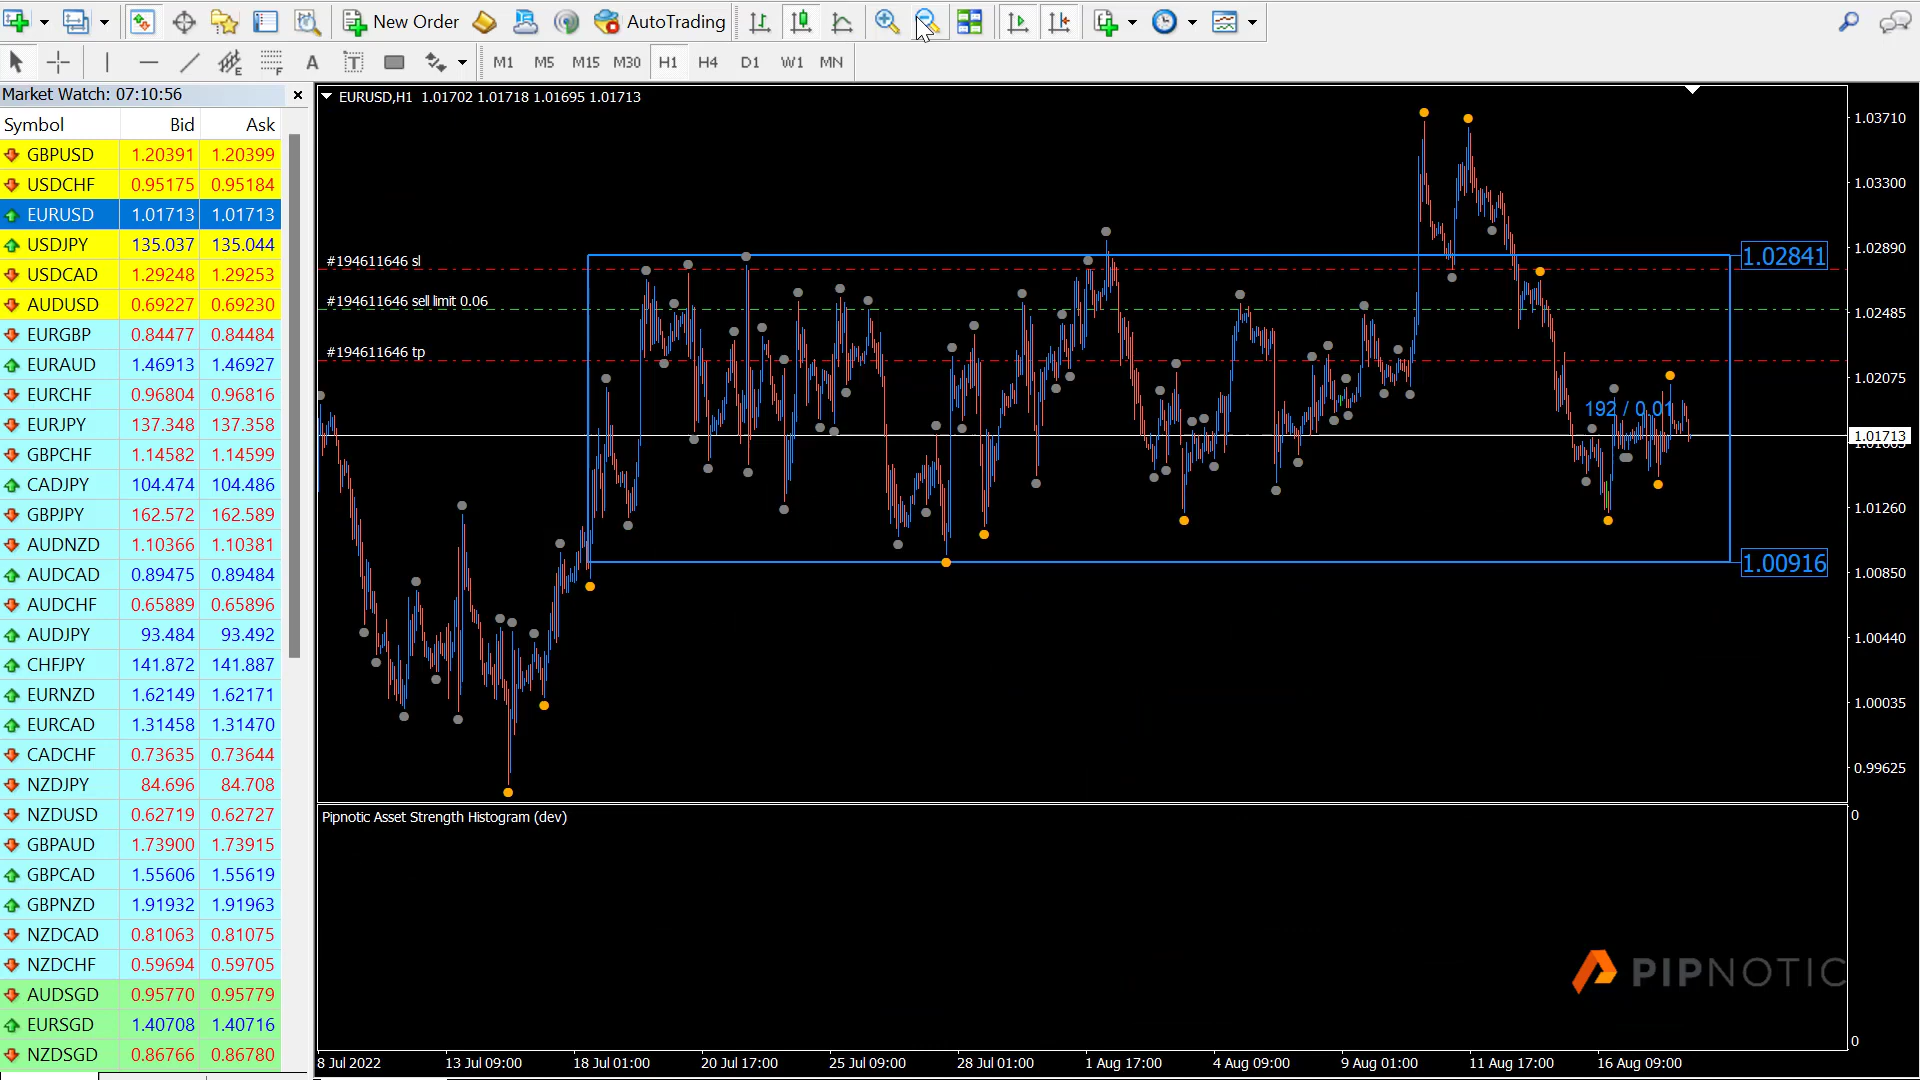 New Order AutoTrading
A T M1 M5 M15 M30 H1 H4 D1 W1 MN
Market Watch: 07:10:56
Symbol Bid Ask
GBPUSD 1.20391 1.20399
USDCHF 0.95175 0.95184
EURUSD 1.01713 1.01713
USDJPY 135.037 135.044
USDCAD 1.29248 1.29253
AUDUSD 0.69227 0.69230
EURGBP 0.84477 0.84484
EURAUD 1.46913 1.46927
EURCHF 0.96804 0.96816
EURJPY 137.348 137.358
GBPCHF 1.14582 1.14599
CADJPY 104.474 104.486
GBPJPY 162.572 162.589
AUDNZD 1.10366 1.10381
AUDCAD 0.89475 0.89484
AUDCHF 0.65889 0.65896
AUDJPY 93.484 93.492
CHFJPY 141.872 141.887
EURNZD 1.62149 1.62171
EURCAD 1.31458 1.31470
CADCHF 0.73635 0.73644
NZDJPY 84.696 84.708
NZDUSD 0.62719 0.62727
GBPAUD 1.73900 1.73915
GBPCAD 1.55606 1.55619
GBPNZD 1.91932 1.91963
NZDCAD 0.81063 0.81075
NZDCHF 0.59694 0.59705
AUDSGD 0.95770 0.95779
EURSGD 1.40708 1.40716
NZDSGD 0.86766 0.86780
EURUSD,H1 1.01702 1.01718 1.01695 1.01713
#194611646 sl
#194611646 sell limit 0.06
#194611646 tp
192 / 0.01
1.02841
1.00916
1.03710
1.03300
1.02890
1.02485
1.02075
1.01713
1.01260
1.00850
1.00440
1.00035
0.99625
Pipnotic Asset Strength Histogram (dev)
0
PIPNOTIC
0
8 Jul 2022 13 Jul 09:00 18 Jul 01:00 20 Jul 17:00 25 Jul 09:00 28 Jul 01:00 1 Aug 17:00 4 Aug 09:00 9 Aug 01:00 11 Aug 17:00 16 Aug 09:00